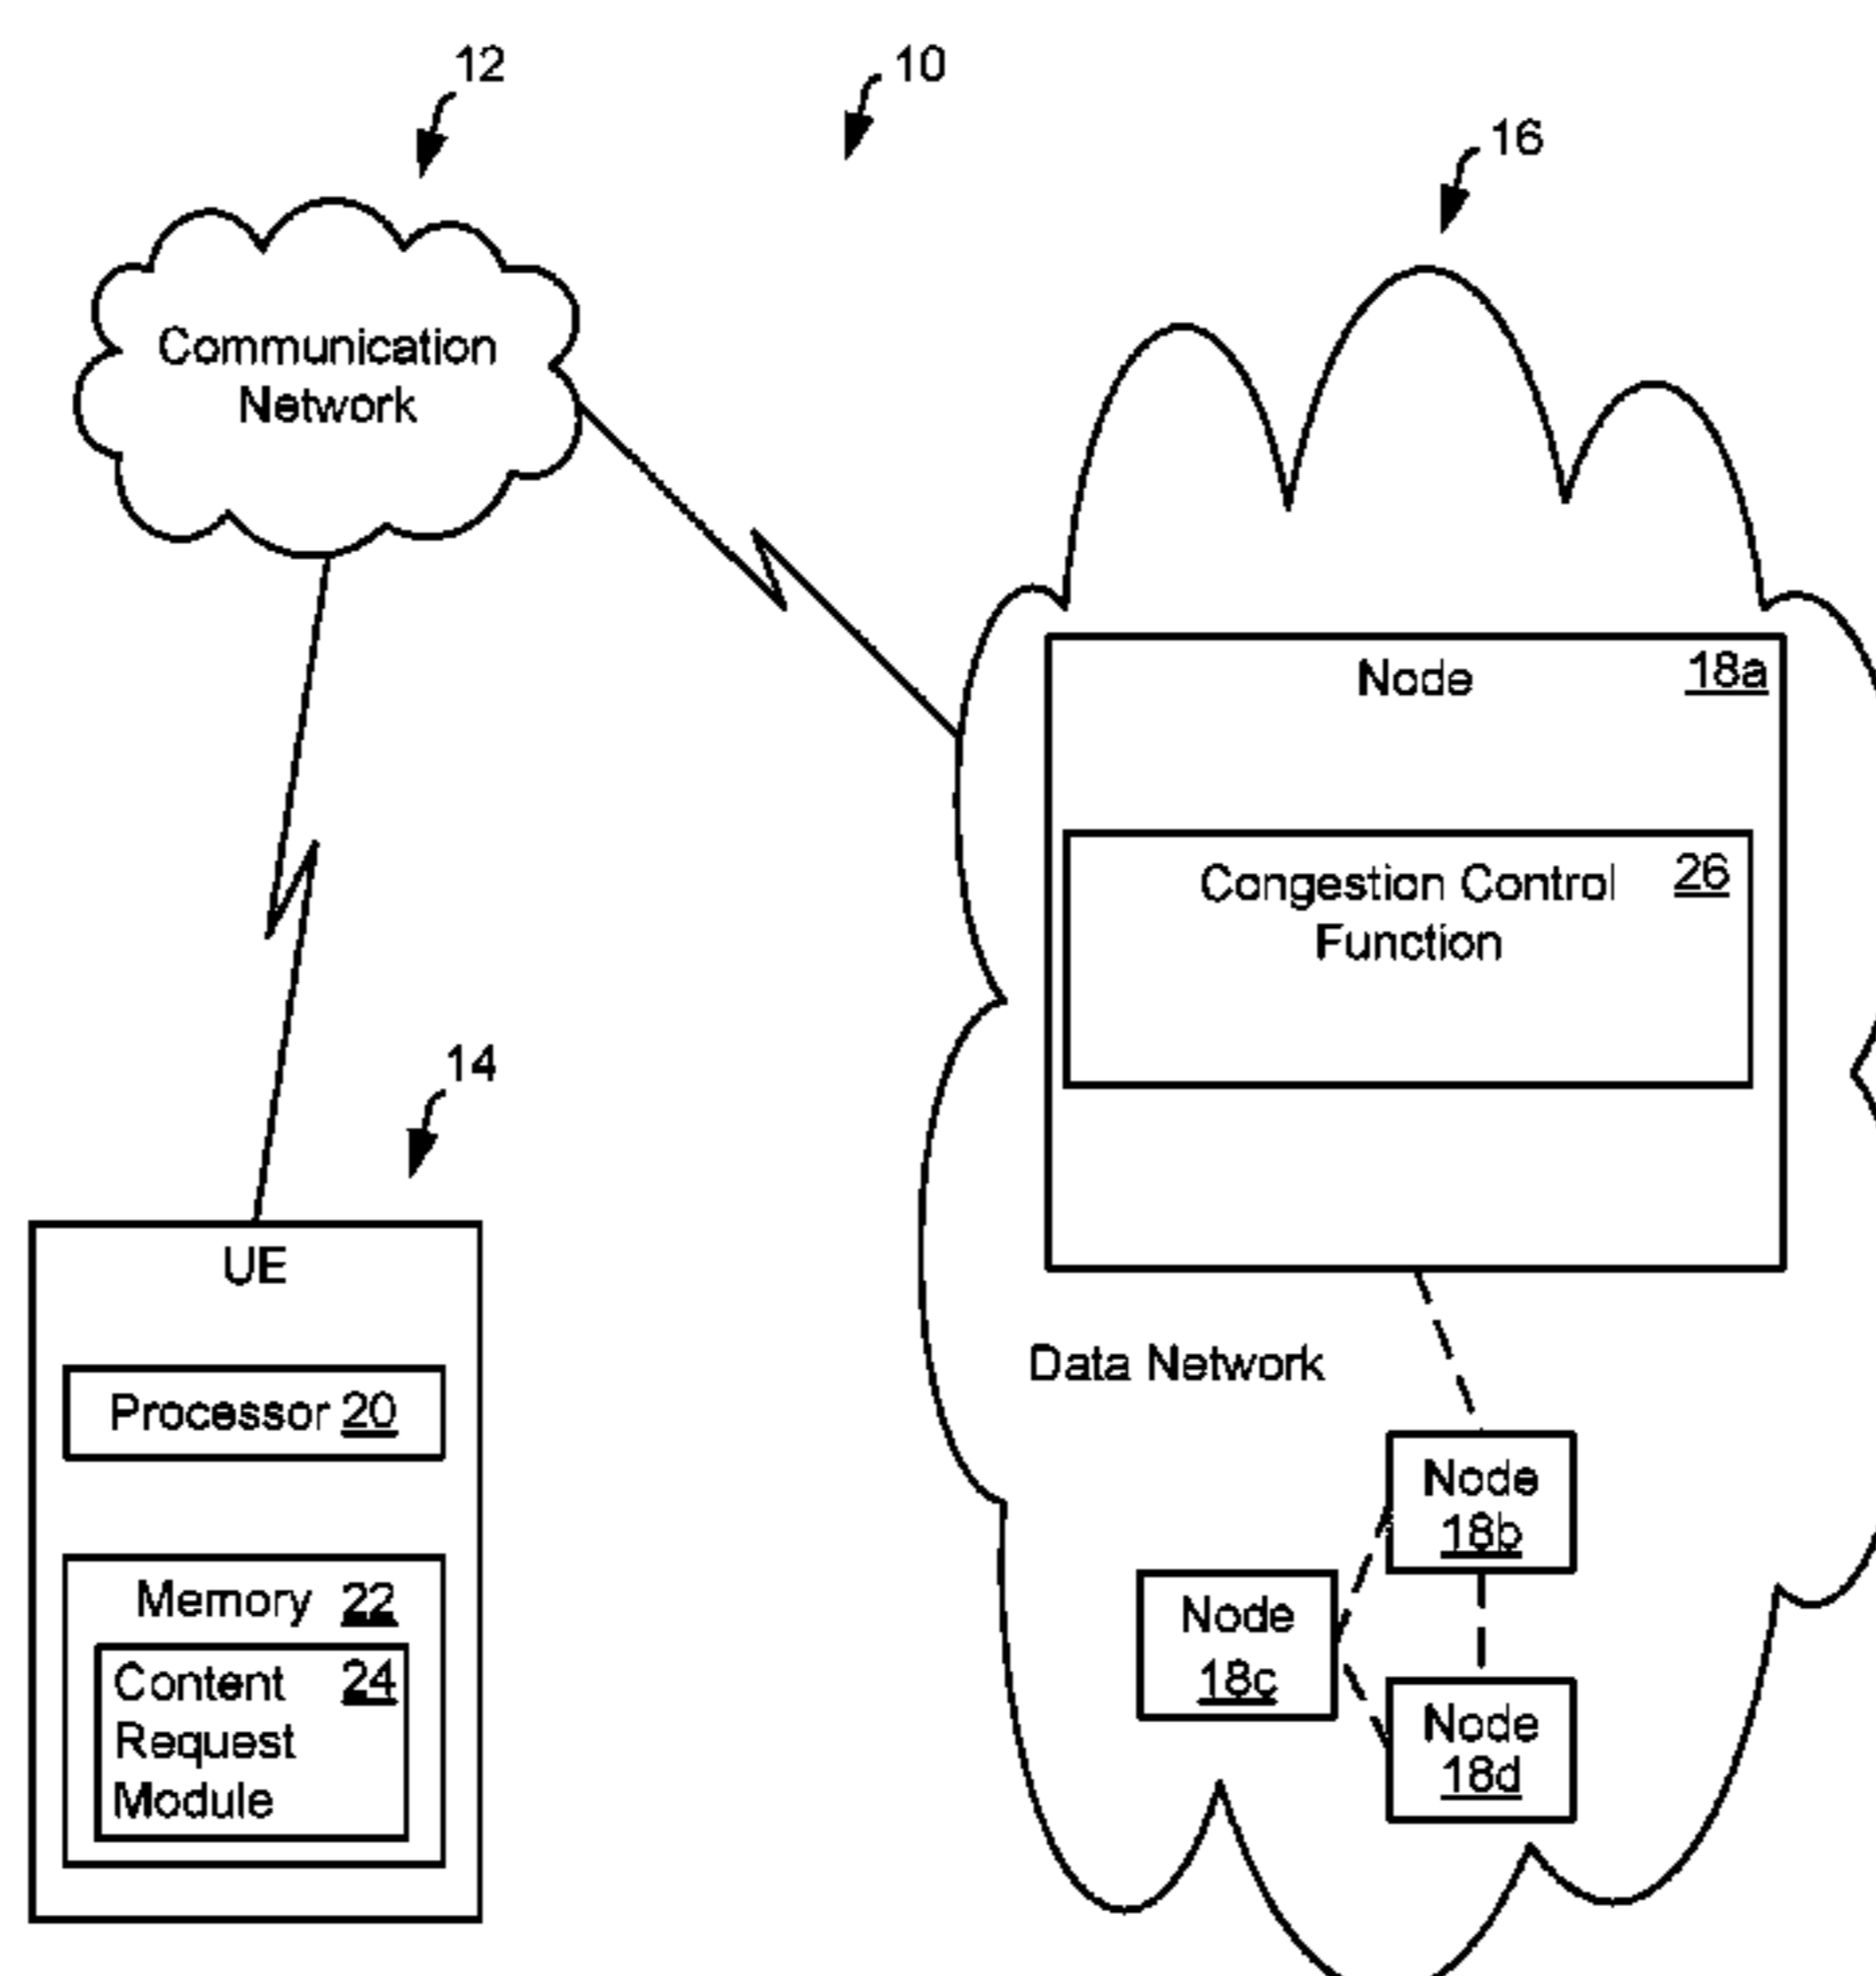 12
10
16
Communication
Network
Node 18a
Congestion Control 26
Function
14
UE
Processor 20
Memory 22
Content 24
Request
Module
Data Network
Node
18b
Node
18c
Node
18d